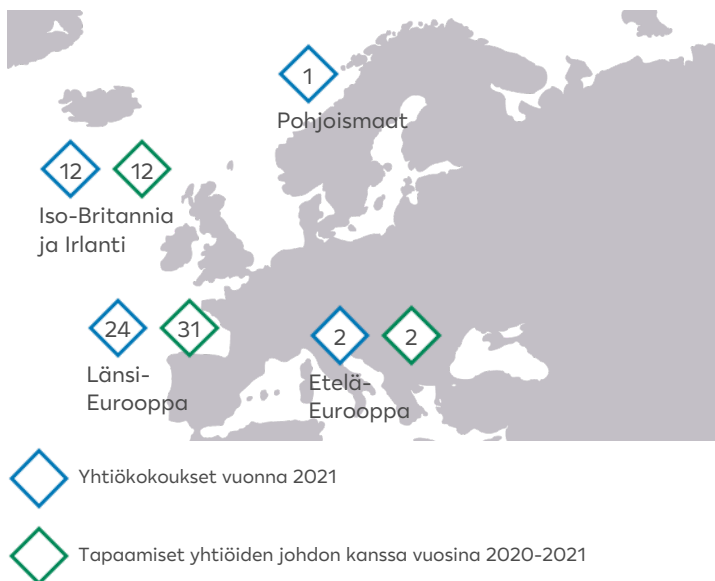 1
Pohjoismaat
12 12
Iso-Britannia
ja Irlanti
24 31
Länsi-
Eurooppa
2 2
Etelä-
Eurooppa
Yhtiökokoukset vuonna 2021
Tapaamiset yhtiöiden johdon kanssa vuosina 2020-2021